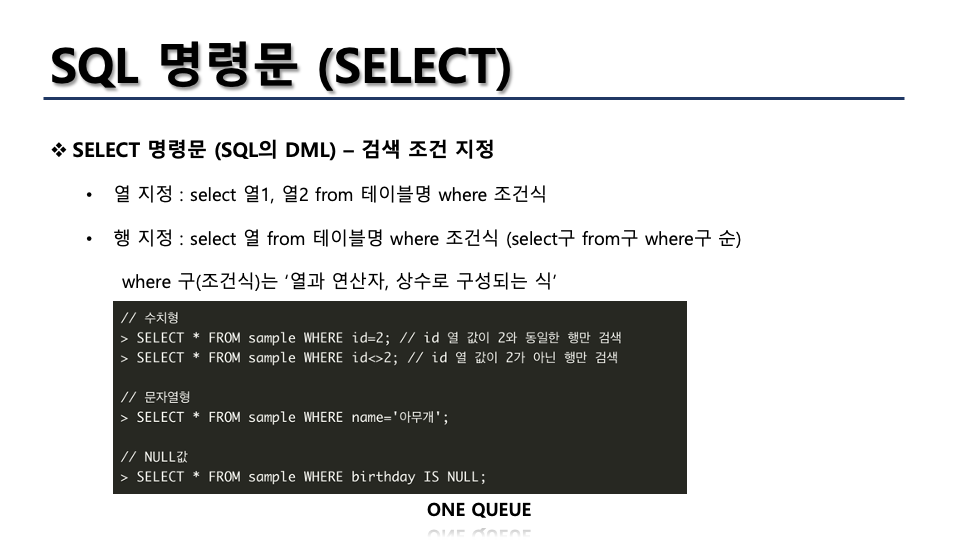 SQL 명령문 (SELECT)
❖ SELECT 명령문 (SQL의 DML) – 검색 조건 지정
• 열 지정 : select 열1, 열2 from 테이블명 where 조건식
• 행 지정 : select 열 from 테이블명 where 조건식 (select구 from구 where구 순)
where 구(조건식)는 ‘열과 연산자, 상수로 구성되는 식’
// 수치형
> SELECT * FROM sample WHERE id=2; // id 열 값이 2와 동일한 행만 검색
> SELECT * FROM sample WHERE id<>2; // id 열 값이 2가 아닌 행만 검색
// 문자열형
> SELECT * FROM sample WHERE name='아무개';
// NULL값
> SELECT * FROM sample WHERE birthday IS NULL;
ONE QUEUE